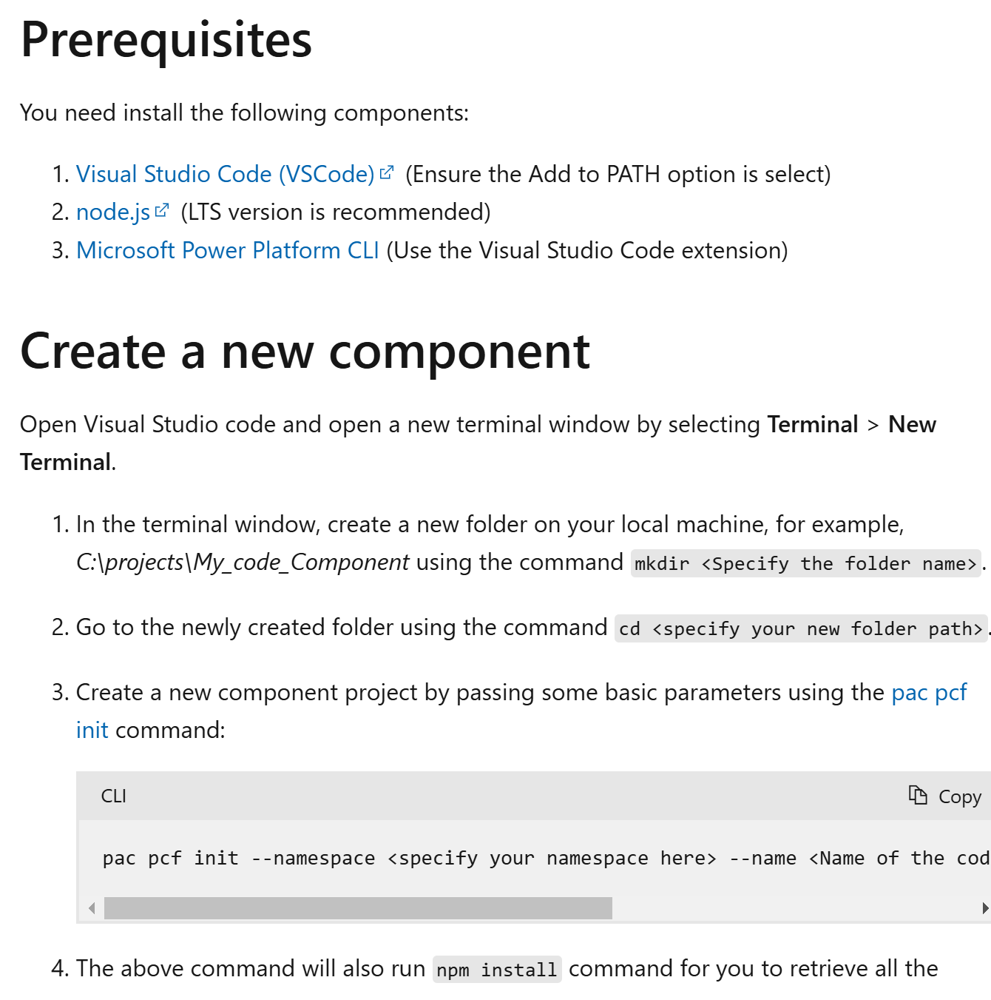 Prerequisites
You need install the following components:
1. Visual Studio Code (VSCode) (Ensure the Add to PATH option is select)
2. node.js (LTS version is recommended)
3. Microsoft Power Platform CLI (Use the Visual Studio Code extension)
Create a new component
Open Visual Studio code and open a new terminal window by selecting Terminal > New
Terminal.
1. In the terminal window, create a new folder on your local machine, for example,
C:\projects\My_code_Component using the command mkdir <Specify the folder name>.
2. Go to the newly created folder using the command cd <specify your new folder path>.
3. Create a new component project by passing some basic parameters using the pac pcf
init command:
CLI Copy
pac pcf init --namespace <specify your namespace here> --name <Name of the cod
4. The above command will also run npm install command for you to retrieve all the